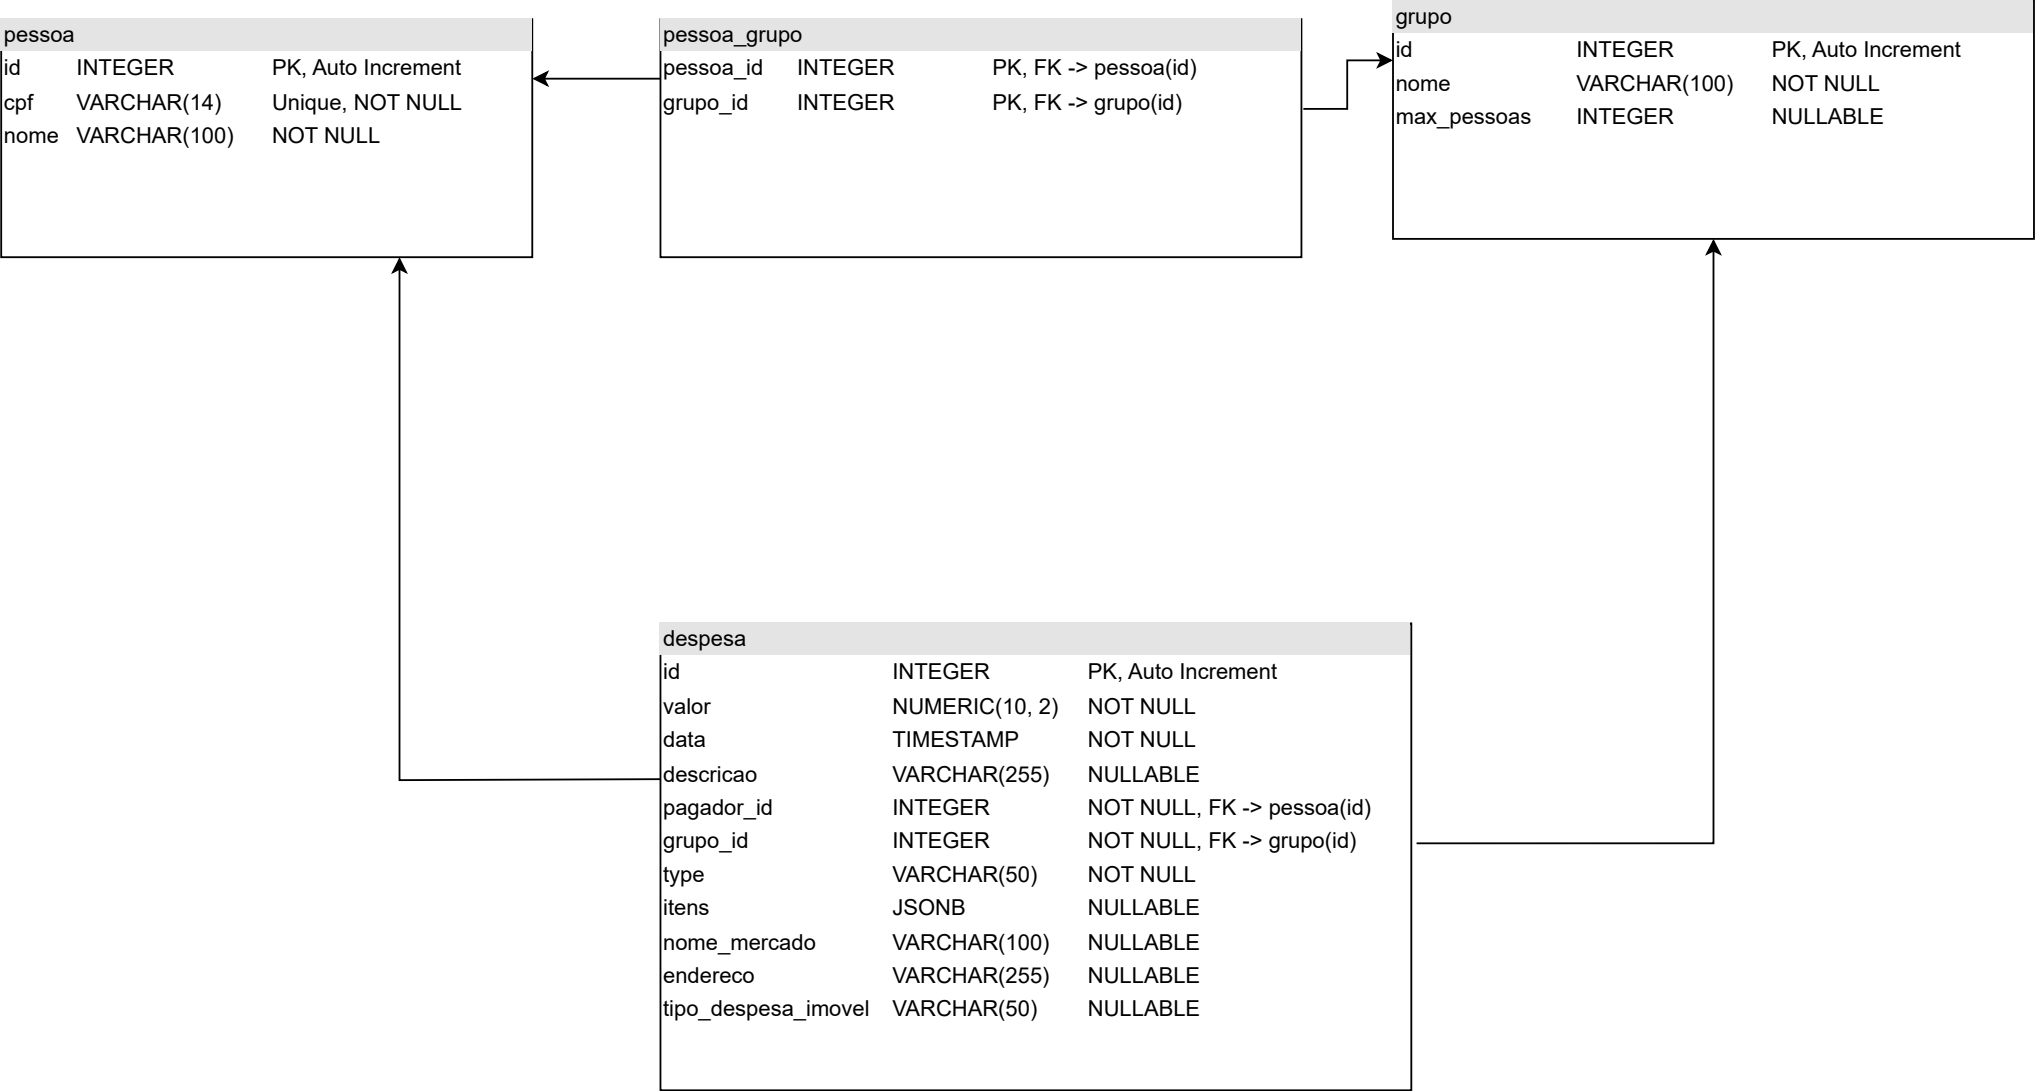 pessoa
id INTEGER PK, Auto Increment
cpf VARCHAR(14) Unique, NOT NULL
nome VARCHAR(100) NOT NULL
pessoa_grupo
pessoa_id INTEGER PK, FK -> pessoa(id)
grupo_id INTEGER PK, FK -> grupo(id)
grupo
id INTEGER PK, Auto Increment
nome VARCHAR(100) NOT NULL
max_pessoas INTEGER NULLABLE
despesa
id INTEGER PK, Auto Increment
valor NUMERIC(10, 2) NOT NULL
data TIMESTAMP NOT NULL
descricao VARCHAR(255) NULLABLE
pagador_id INTEGER NOT NULL, FK -> pessoa(id)
grupo_id INTEGER NOT NULL, FK -> grupo(id)
type VARCHAR(50) NOT NULL
itens JSONB NULLABLE
nome_mercado VARCHAR(100) NULLABLE
endereco VARCHAR(255) NULLABLE
tipo_despesa_imovel VARCHAR(50) NULLABLE